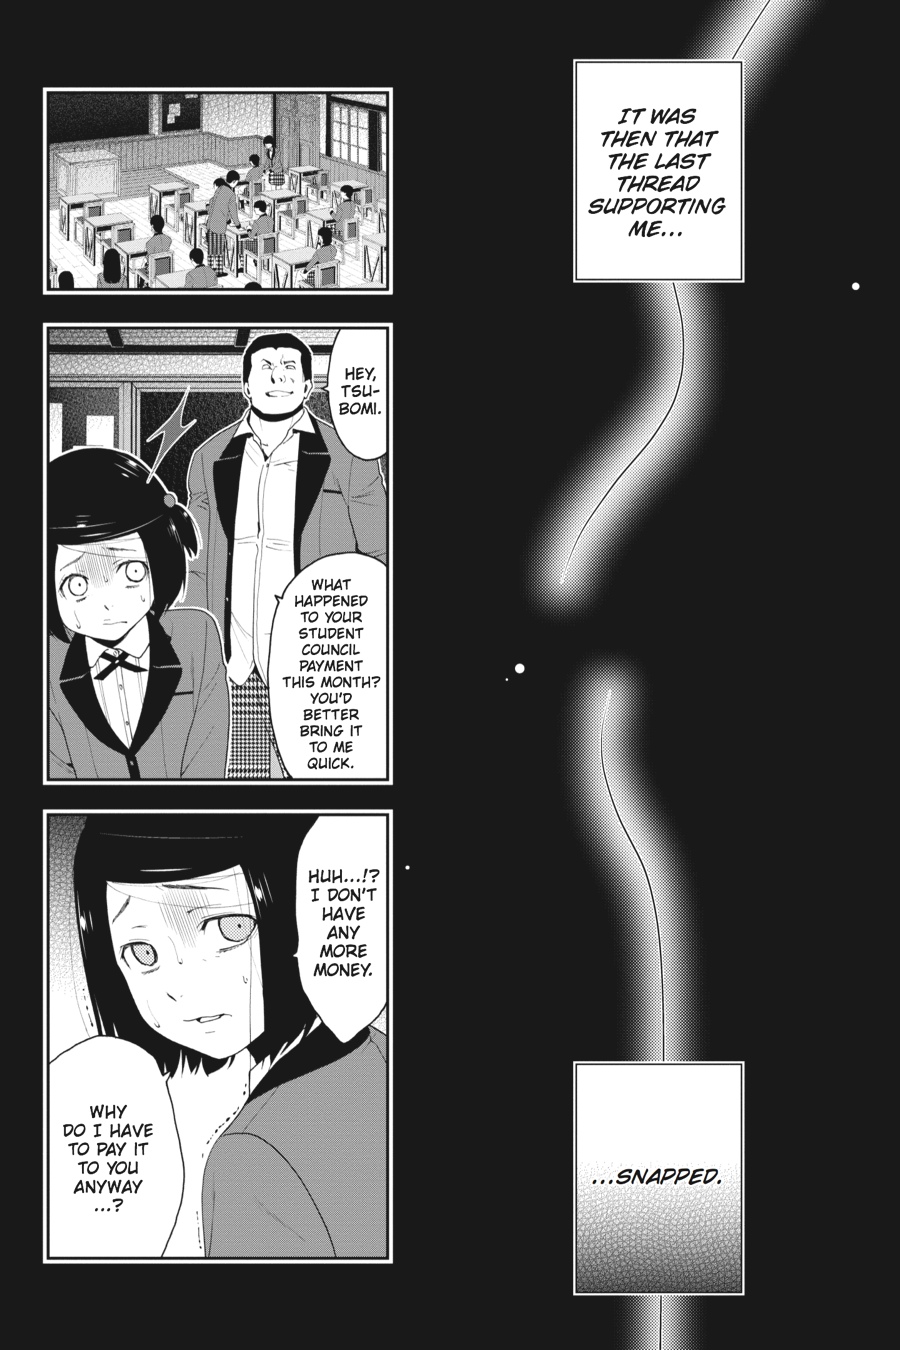 IT WAS
THEN THAT
THE LAST
THREAD
SUPPORTING
ME...
...SNAPPED.
HEY,
TSU-
BOMI.
WHAT
HAPPENED
TO YOUR
STUDENT
COUNCIL
PAYMENT
THIS MONTH?
YOU'D
BETTER
BRING IT
TO ME
QUICK.
HUH...!?
I DON'T
HAVE
ANY
MORE
MONEY.
WHY
DO I HAVE
TO PAY IT
TO YOU
ANYWAY
...?